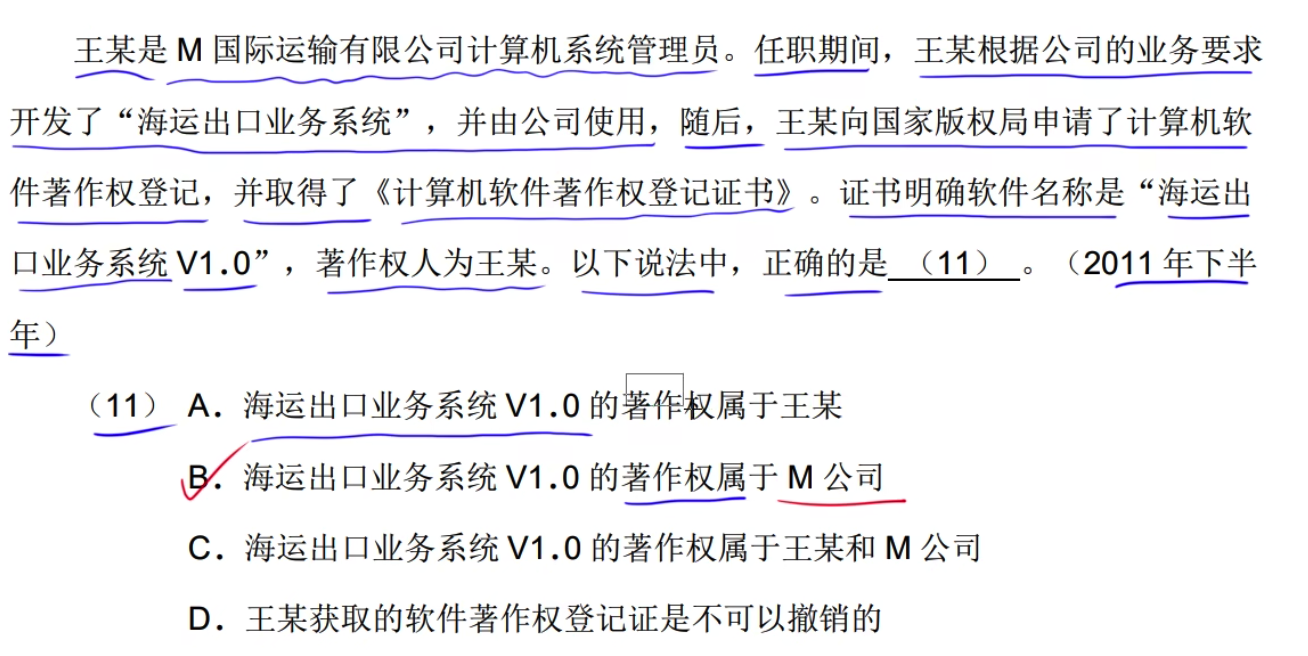 王某是 M 国际运输有限公司计算机系统管理员。任职期间，王某根据公司的业务要求
开发了“海运出口业务系统”，并由公司使用，随后，王某向国家版权局申请了计算机软
件著作权登记，并取得了《计算机软件著作权登记证书》。证书明确软件名称是“海运出
口业务系统 V1.0”，著作权人为王某。以下说法中，正确的是 （11） 。（2011 年下半
年）
（11） A．海运出口业务系统 V1.0 的著作权属于王某
B．海运出口业务系统 V1.0 的著作权属于 M 公司
C．海运出口业务系统 V1.0 的著作权属于王某和 M 公司
D．王某获取的软件著作权登记证是不可以撤销的